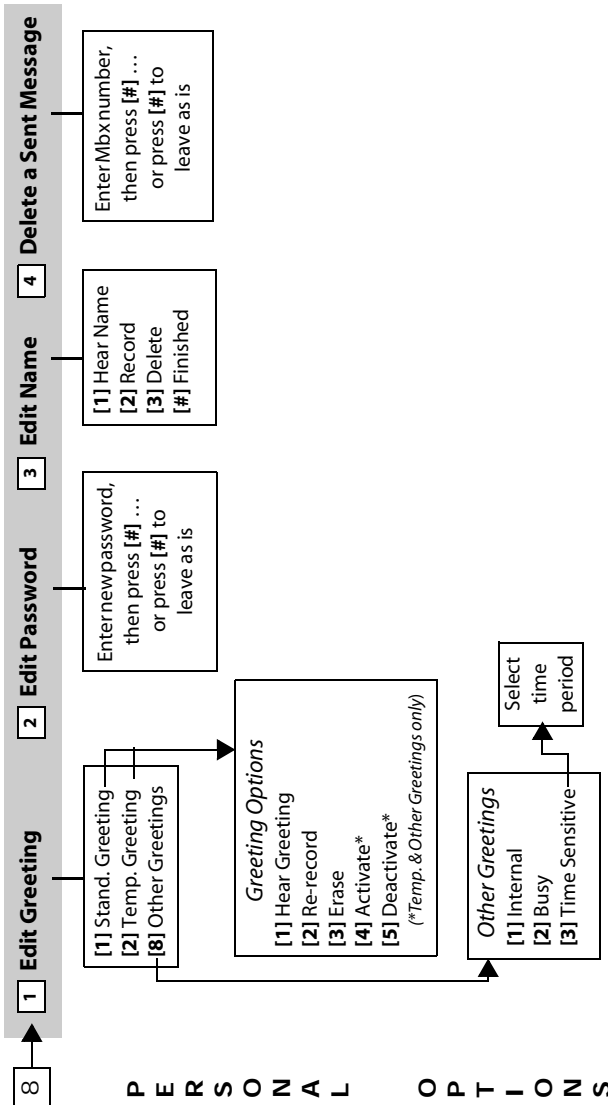 8
PERSONAL OPTIONS
1 Edit Greeting
2 Edit Password
3 Edit Name
4 Delete a Sent Message
[1] Stand. Greeting
[2] Temp. Greeting
[8] Other Greetings
Greeting Options
[1] Hear Greeting
[2] Re-record
[3] Erase
[4] Activate*
[5] Deactivate*
(*Temp. & Other Greetings only)
Other Greetings
[1] Internal
[2] Busy
[3] Time Sensitive
Select
time
period
Enter new password,
then press [#] ...
or press [#] to
leave as is
[1] Hear Name
[2] Record
[3] Delete
[#] Finished
Enter Mbx number,
then press [#] ...
or press [#] to
leave as is